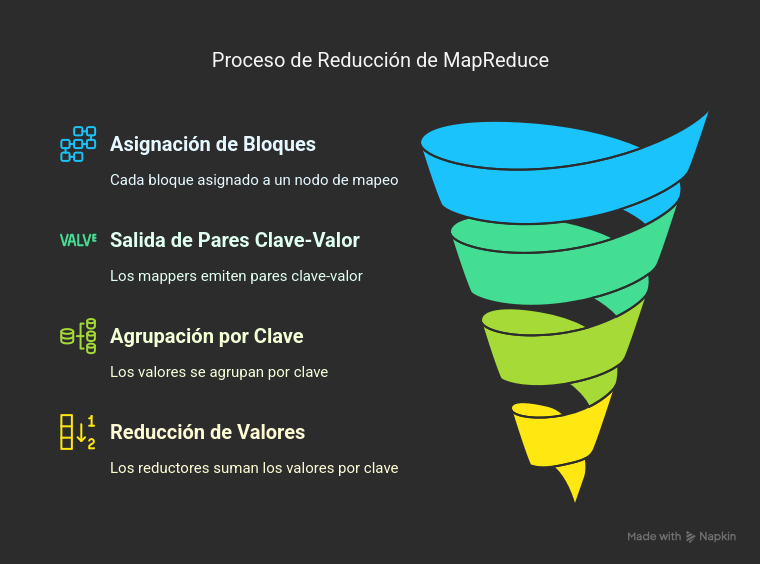 Proceso de Reducción de MapReduce
Asignación de Bloques
Cada bloque asignado a un nodo de mapeo
VALVE
Salida de Pares Clave-Valor
Los mappers emiten pares clave-valor
Agrupación por Clave
Los valores se agrupan por clave
1
2
Reducción de Valores
Los reductores suman los valores por clave
Made with Napkin